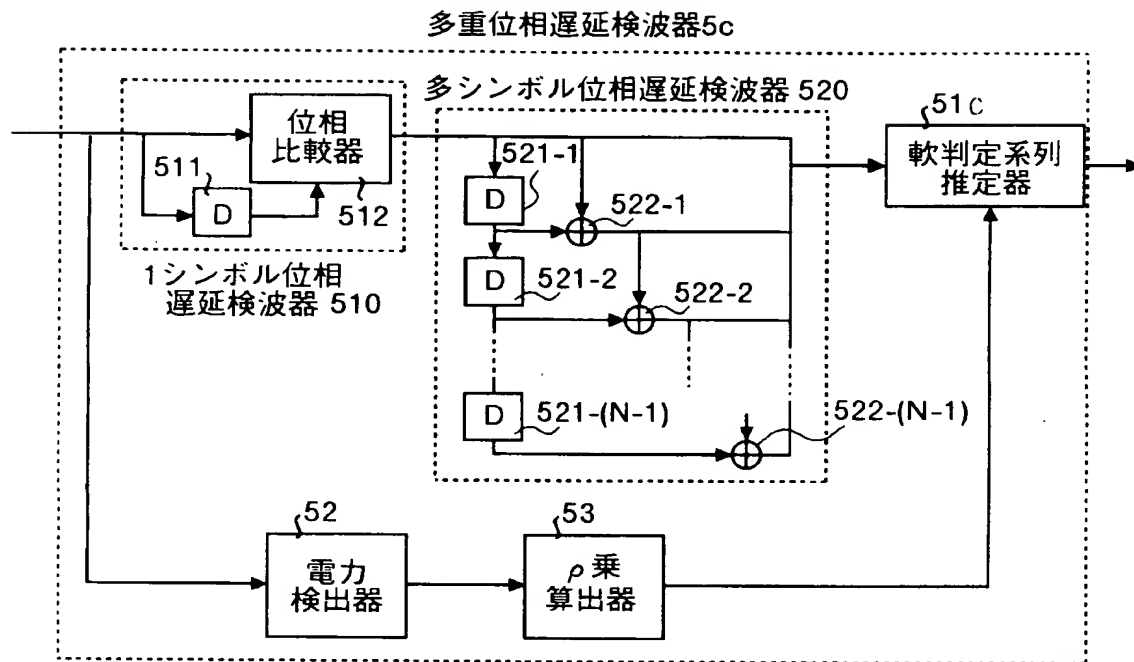 多重位相遅延検波器5c
多シンボル位相遅延検波器 520
51C
位相
比較器
軟判定系列
推定器
511
D
512
1シンボル位相
遅延検波器 510
521-1
D
522-1
D
521-2
522-2
D
521-(N-1)
522-(N-1)
52
電力
検出器
53
ρ乗
算出器